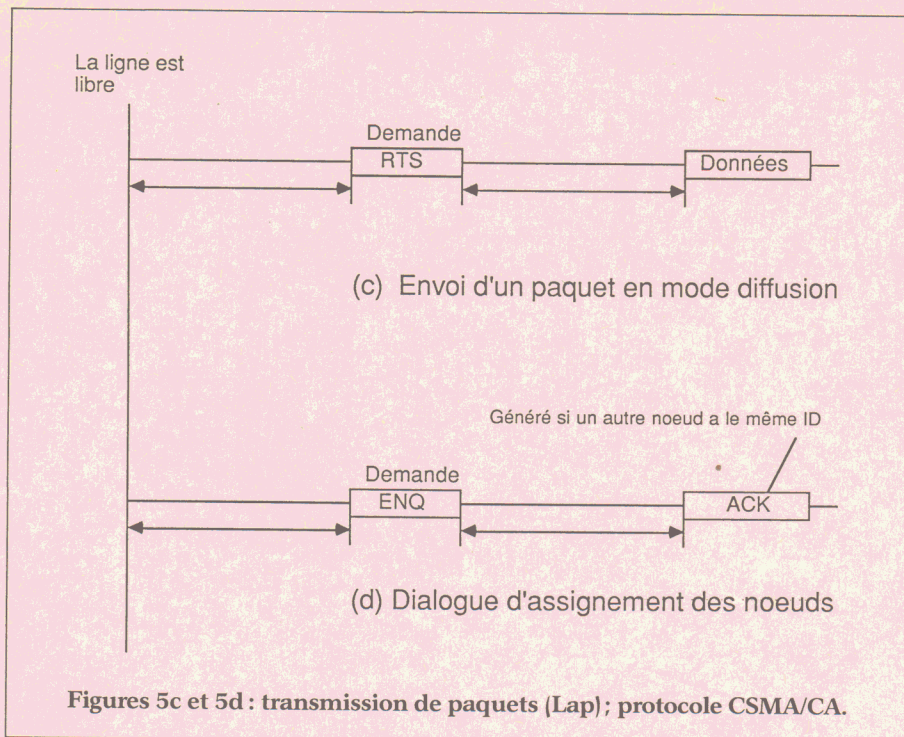 La ligne est
libre
Demande
RTS
Données
(c) Envoi d'un paquet en mode diffusion
Généré si un autre noeud a le même ID
Demande
ENQ
ACK
(d) Dialogue d'assignement des noeuds
Figures 5c et 5d : transmission de paquets (Lap) ; protocole CSMA/CA.